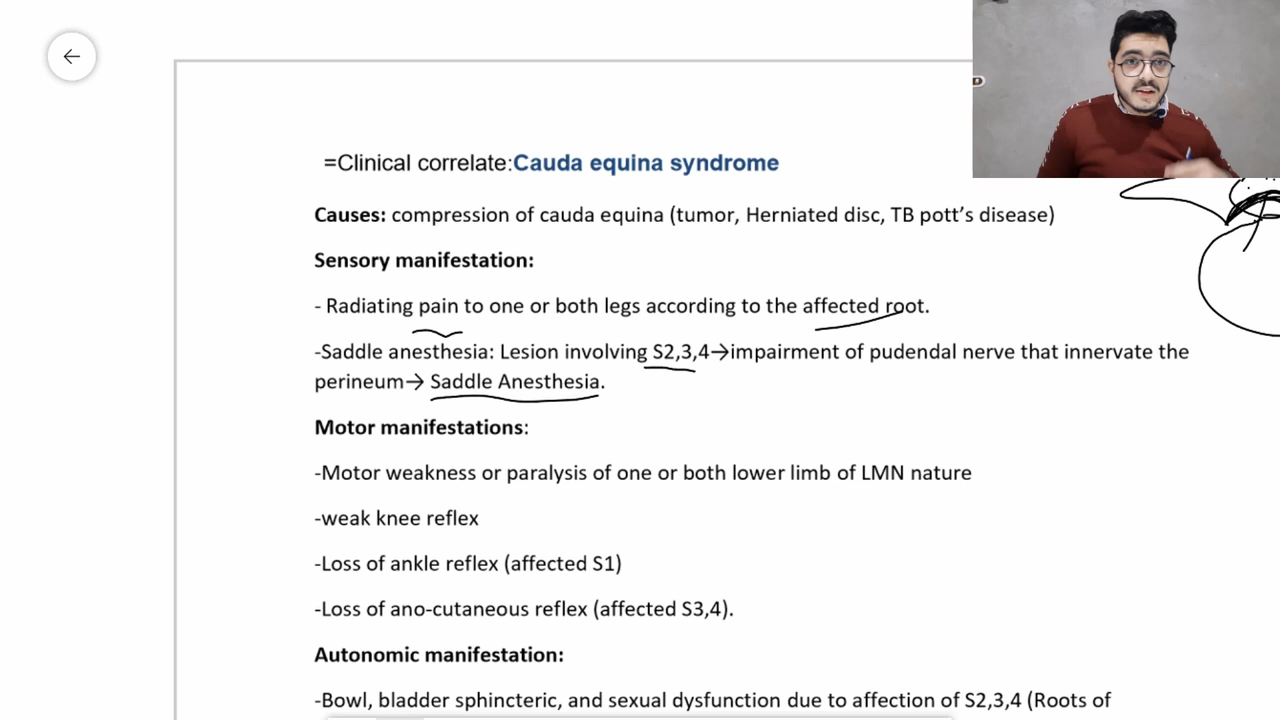 =Clinical correlate:Cauda equina syndrome
Causes: compression of cauda equina (tumor, Herniated disc, TB pott’s disease)
Sensory manifestation:
- Radiating pain to one or both legs according to the affected root.
-Saddle anesthesia: Lesion involving S2,3,4→impairment of pudendal nerve that innervate the
perineum→ Saddle Anesthesia.
Motor manifestations:
-Motor weakness or paralysis of one or both lower limb of LMN nature
-weak knee reflex
-Loss of ankle reflex (affected S1)
-Loss of ano-cutaneous reflex (affected S3,4).
Autonomic manifestation:
-Bowl, bladder sphincteric, and sexual dysfunction due to affection of S2,3,4 (Roots of